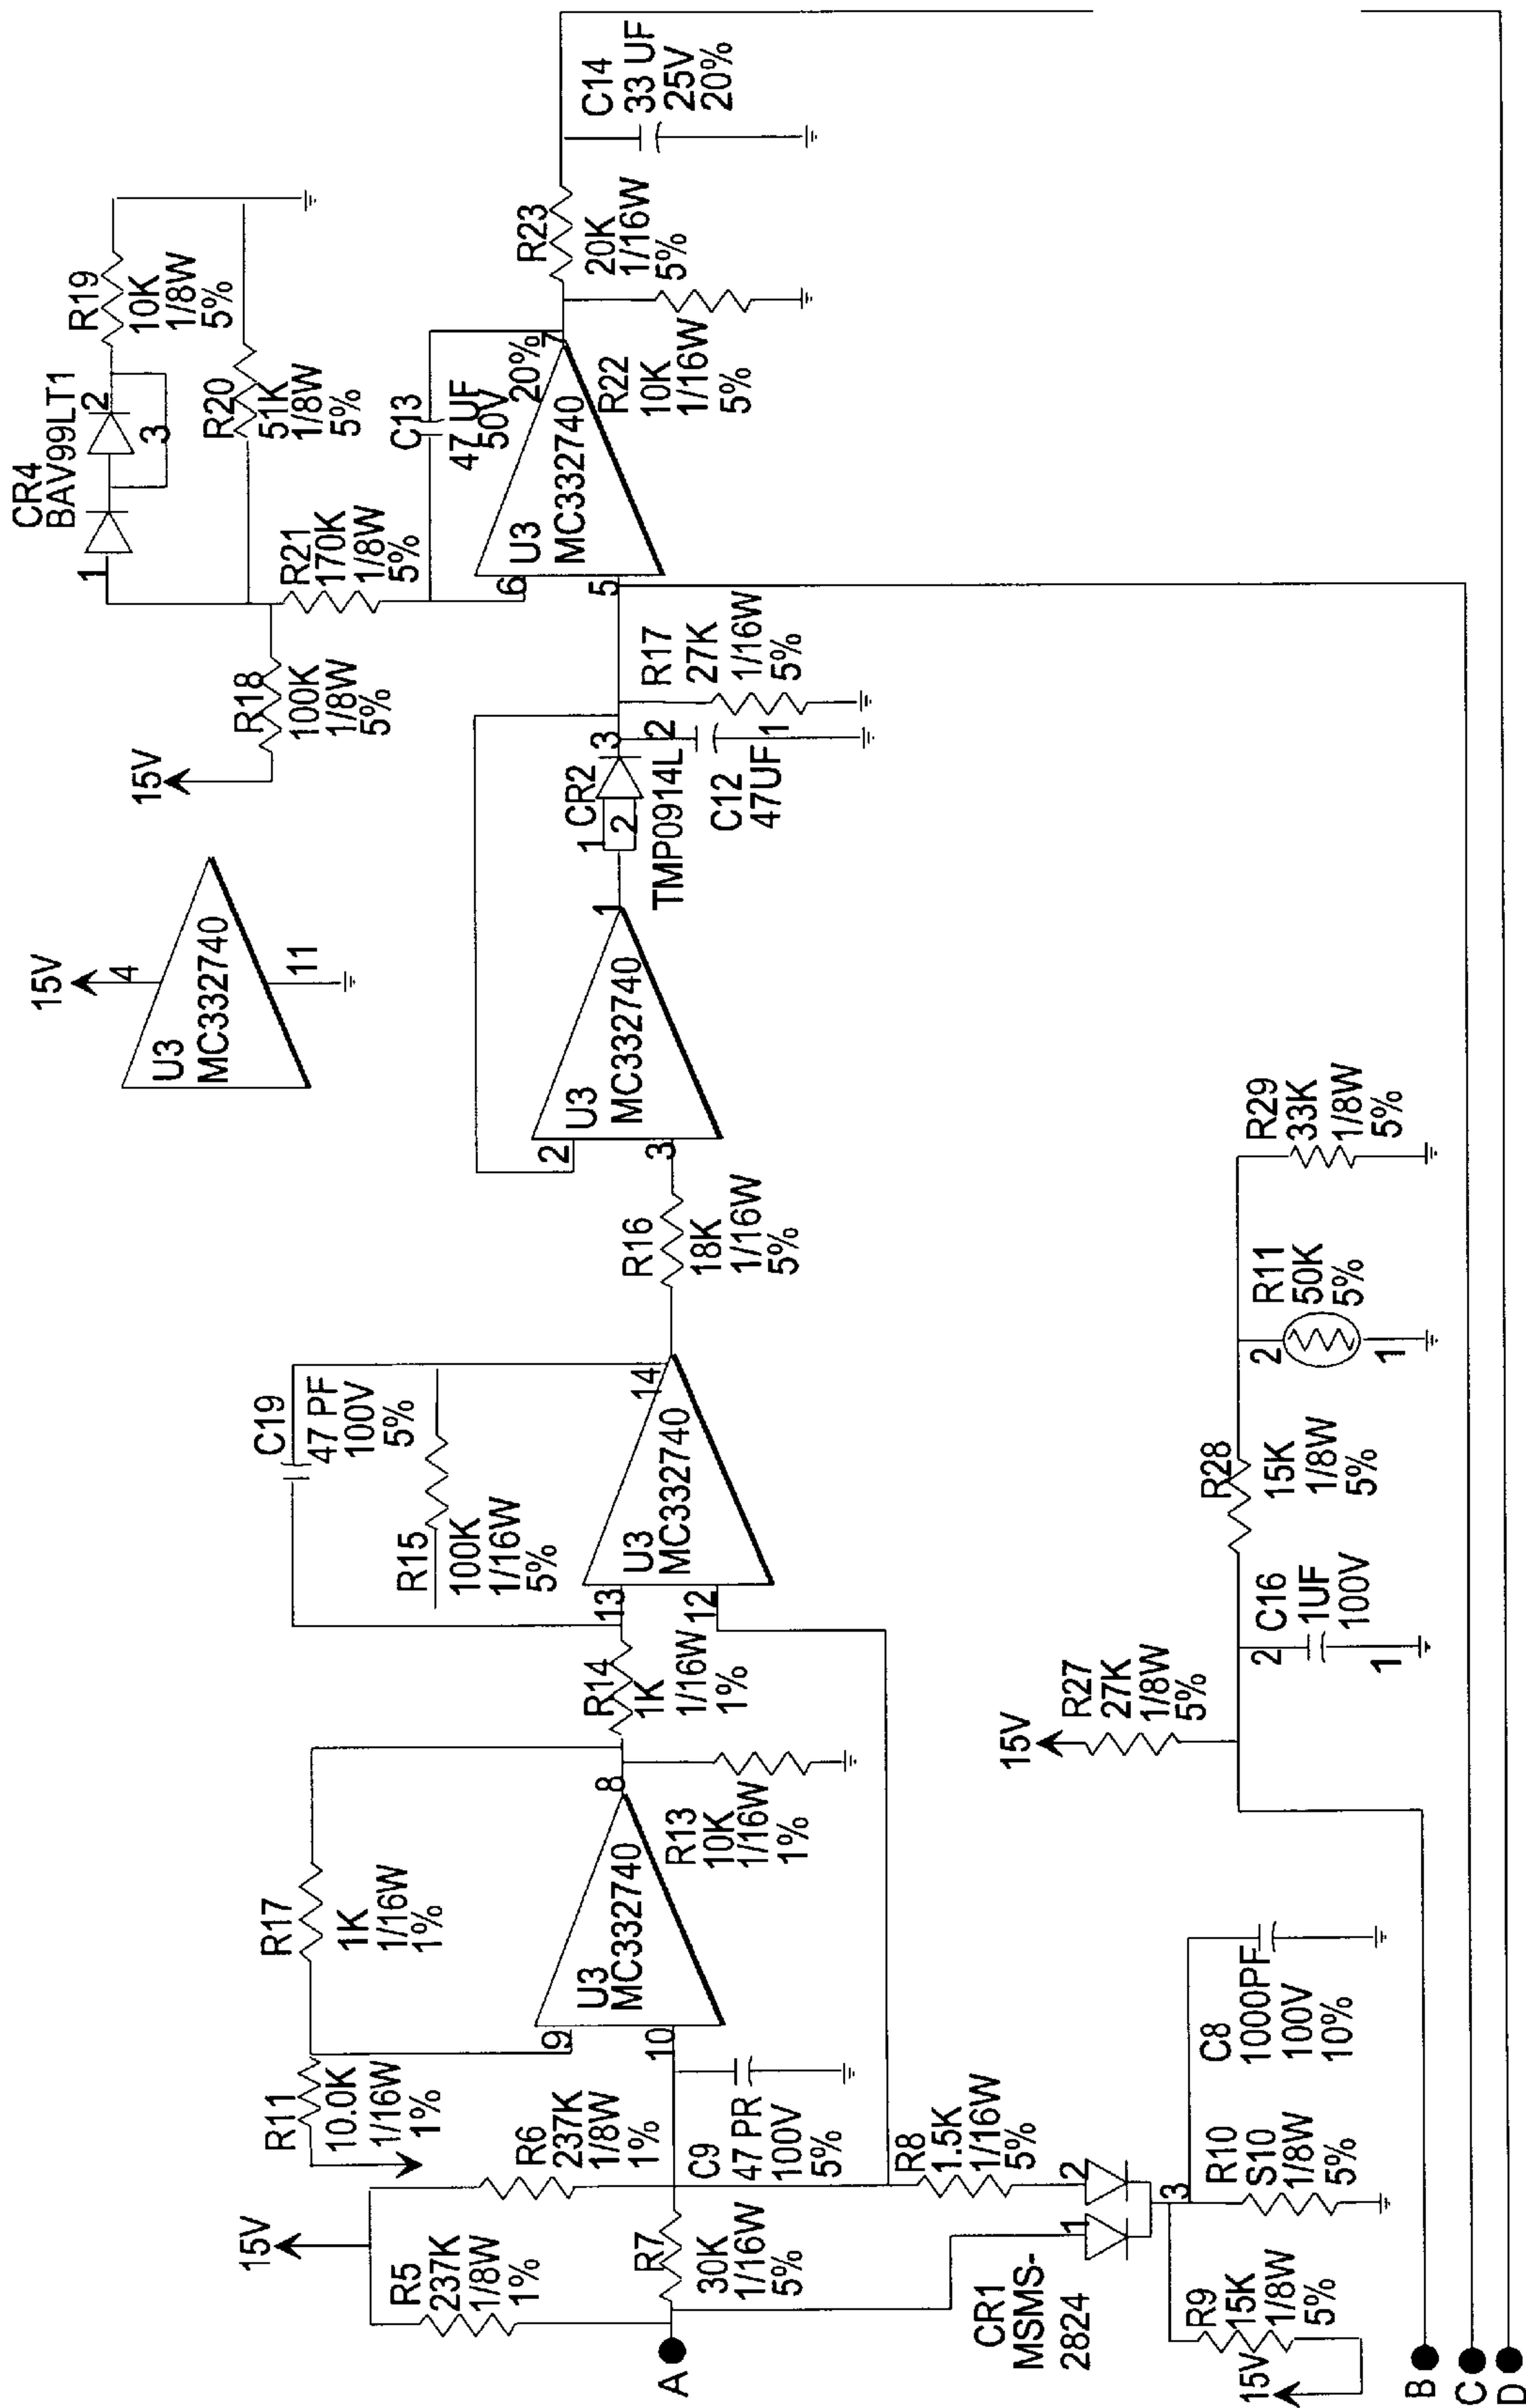 15V
R5
237K
1/8W
1%
R11
10.0K
1/16W
1%
R6
237K
1/8W
1%
A
R7
30K
1/16W
5%
C9
47 PR
100V
5%
R17
1K
1/16W
1%
9
10
8
U3
MC332740
R13
10K
1/16W
1%
R14
1K
1/16W
1%
C19
47 PF
100V
5%
R15
100K
1/16W
5%
13
12
14
U3
MC332740
R16
18K
1/16W
5%
15V
4
U3
MC332740
11
2
3
1
U3
MC332740
1
2
CR2
3
TMP0914L
2
C12
47UF
1
R17
27K
1/16W
5%
15V
R18
100K
1/8W
5%
CR4
BAV99LT1
1
2
3
R19
10K
1/8W
5%
R20
51K
1/8W
5%
R21
170K
1/8W
5%
C13
47 UF
50V
20%
6
5
7
U3
MC332740
R22
10K
1/16W
5%
R23
20K
1/16W
5%
C14
33 UF
25V
20%
R8
1.5K
1/16W
5%
CR1
MSMS-
2824
1
2
3
15V
R9
15K
1/8W
5%
R10
S10
1/8W
5%
C8
1000PF
100V
10%
15V
R27
27K
1/8W
5%
2
C16
1UF
100V
1
R28
15K
1/8W
5%
2
R11
50K
5%
1
R29
33K
1/8W
5%
B
C
D